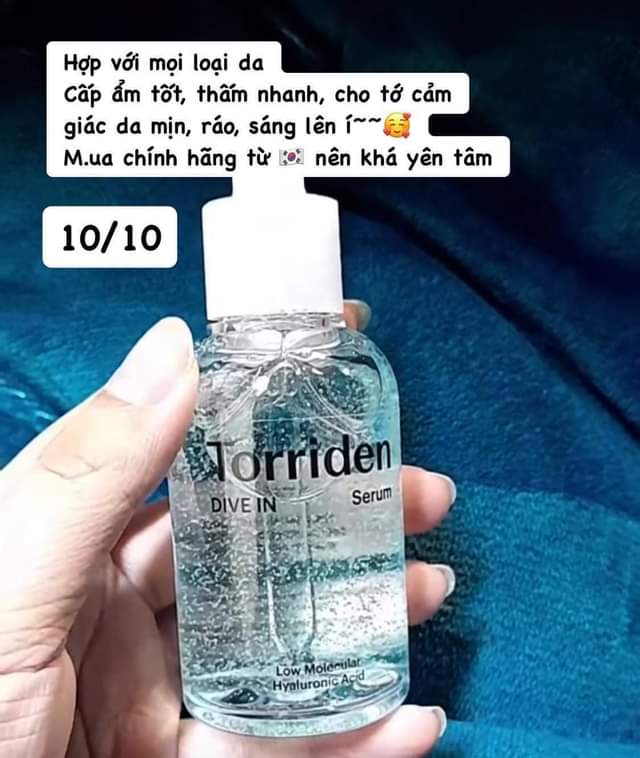 Hợp với mọi loại da
Cấp ẩm tốt, thấm nhanh, cho tớ cảm
giác da mịn, ráo, sáng lên í~~🥰
M.ua chính hãng từ 🇰🇷 nên khá yên tâm
10/10
Torriden
DIVE IN Serum
Low Molecular
Hyaluronic Acid